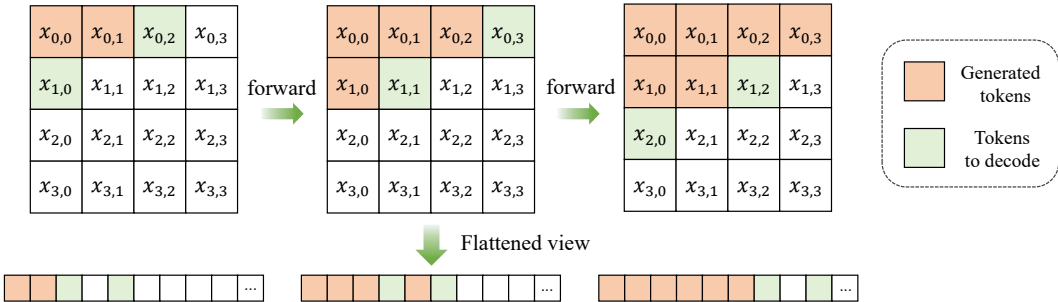 x0,0 x0,1 x0,2 x0,3
x1,0 x1,1 x1,2 x1,3
x2,0 x2,1 x2,2 x2,3
x3,0 x3,1 x3,2 x3,3
forward
x0,0 x0,1 x0,2 x0,3
x1,0 x1,1 x1,2 x1,3
x2,0 x2,1 x2,2 x2,3
x3,0 x3,1 x3,2 x3,3
forward
x0,0 x0,1 x0,2 x0,3
x1,0 x1,1 x1,2 x1,3
x2,0 x2,1 x2,2 x2,3
x3,0 x3,1 x3,2 x3,3
Generated
tokens
Tokens
to decode
Flattened view
... ... ...